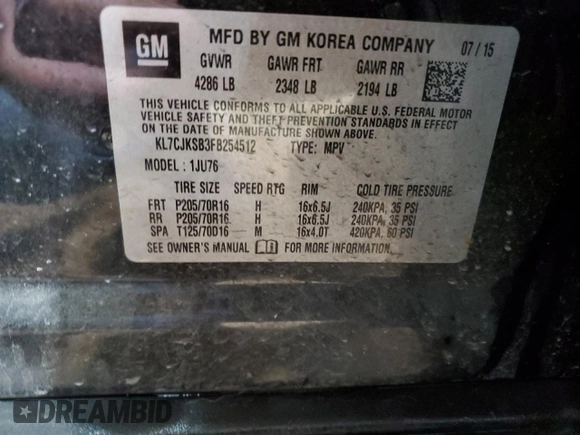 GM
MFD BY GM KOREA COMPANY 07 / 15
GVWR GAWR FRT GAWR RR
4286 LB 2348 LB 2194 LB
THIS VEHICLE CONFORMS TO ALL APPLICABLE U.S. FEDERAL MOTOR
VEHICLE SAFETY AND THEFT PREVENTION STANDARDS IN EFFECT ON
THE DATE OF MANUFACTURE SHOWN ABOVE.
KL7CJKSB3FB254512 TYPE: MPV
MODEL : 1JU76
TIRE SIZE SPEED RTG RIM COLD TIRE PRESSURE
FRT P205/70R16 H 16x6.5J 240KPA, 35 PSI
RR P205/70R16 H 16x6.5J 240KPA, 35 PSI
SPA T125/70D16 M 16x4.0T 420KPA, 60 PSI
SEE OWNER'S MANUAL FOR MORE INFORMATION.
DREAMBID